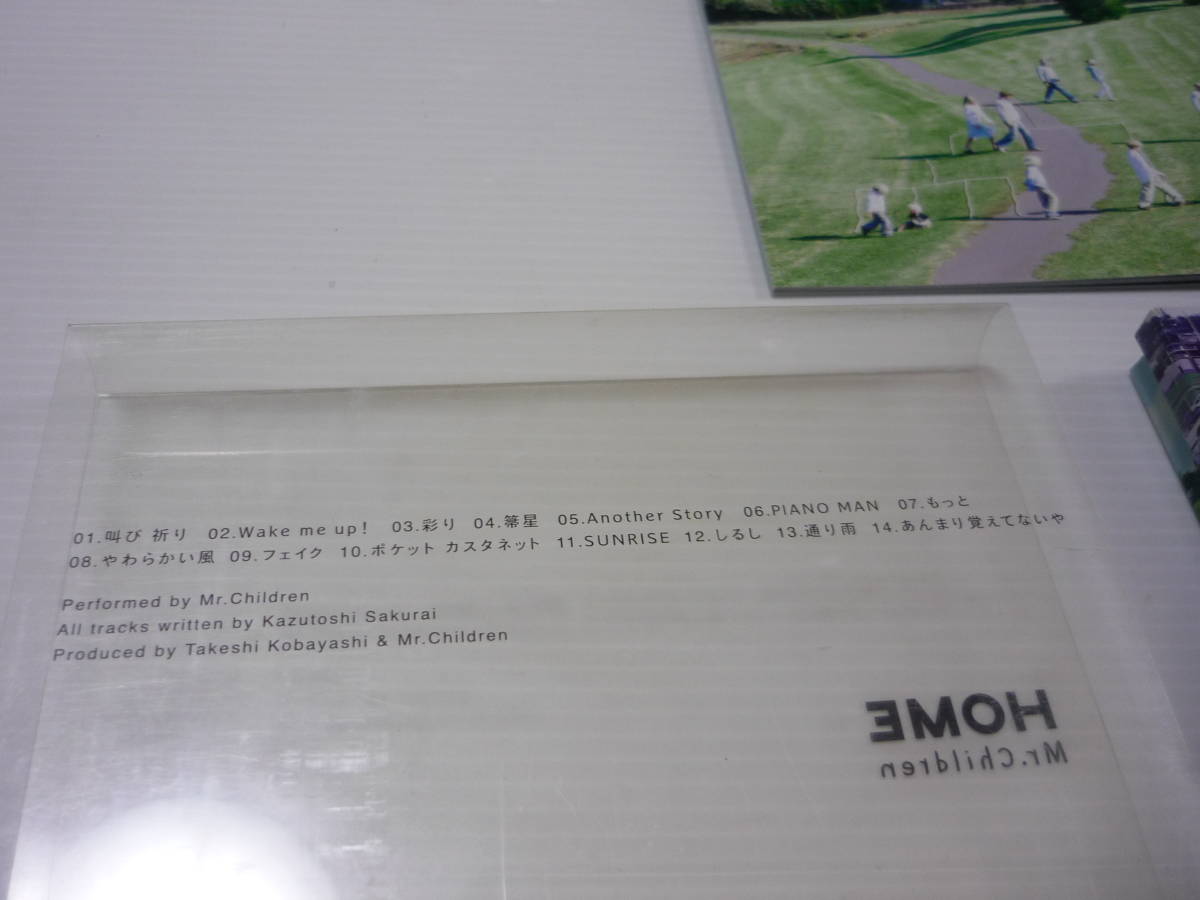 01.叫び 祈り 02.Wake me up! 03.彩り 04.箒星 05.Another Story 06.PIANO MAN 07.もっと
08.やわらかい風 09.フェイク 10.ポケット カスタネット 11.SUNRISE 12.しるし 13.通り雨 14.あんまり覚えてないや
Performed by Mr.Children
All tracks written by Kazutoshi Sakurai
Produced by Takeshi Kobayashi & Mr.Children
HOME
Mr.Children